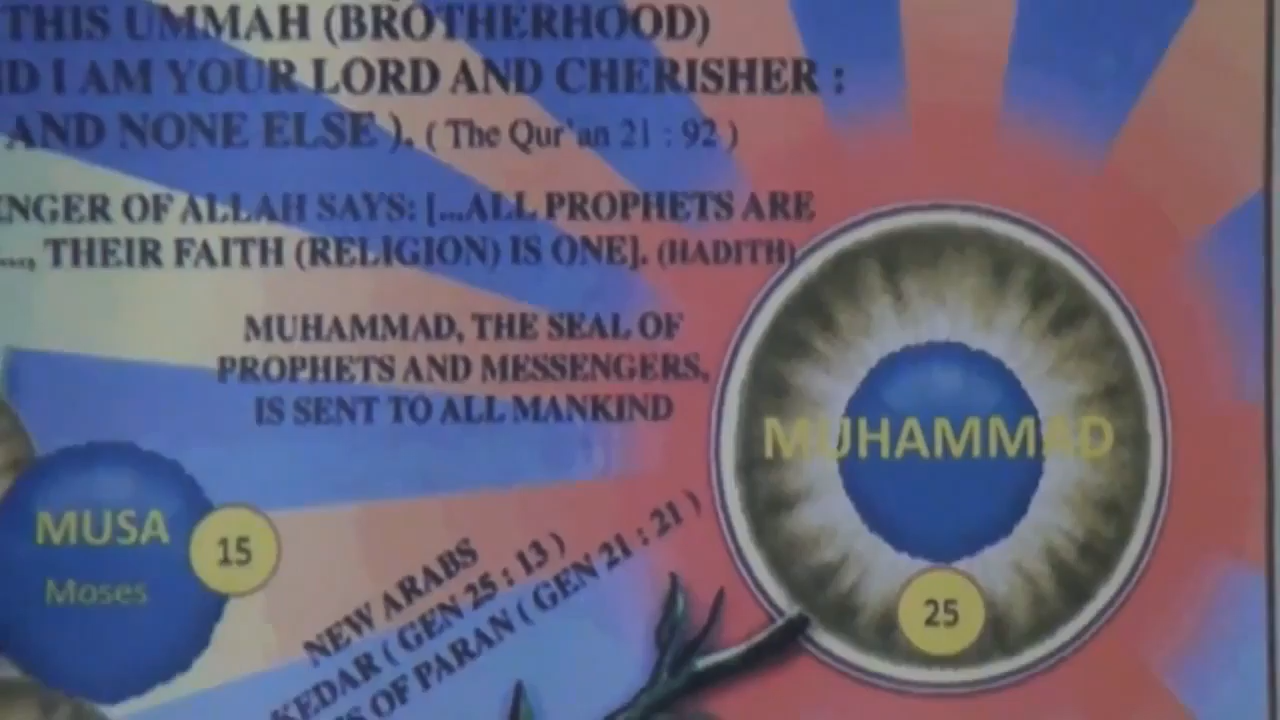 THIS UMMAH (BROTHERHOOD)
I AM YOUR LORD AND CHERISHER :
AND NONE ELSE ). ( The Qur'an 21 : 92 )
OF ALLAH SAYS: [...ALL PROPHETS ARE
..., THEIR FAITH (RELIGION) IS ONE]. (HADITH)
MUHAMMAD, THE SEAL OF
PROPHETS AND MESSENGERS,
IS SENT TO ALL MANKIND
MUHAMMAD
25
MUSA
Moses
15
NEW ARABS
KEDAR ( GEN 25 : 13 )
OF PARAN ( GEN 21 : 21 )